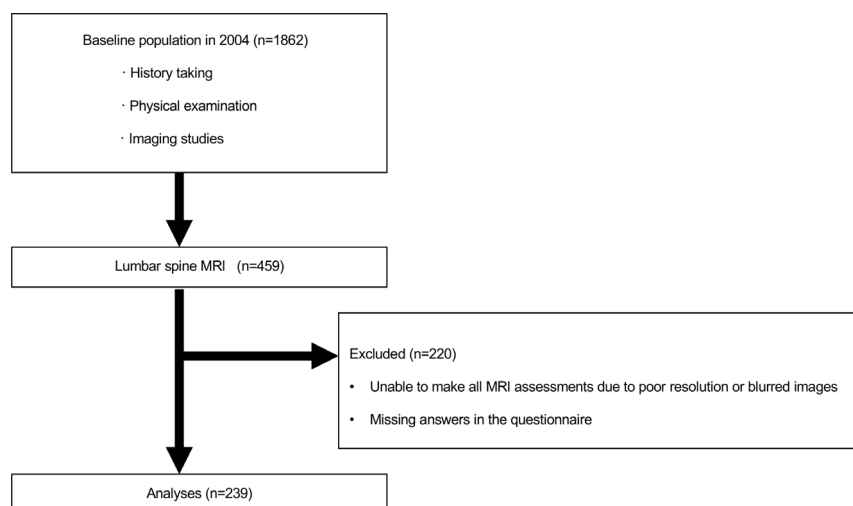 Baseline population in 2004 (n=1862)
· History taking
· Physical examination
· Imaging studies
Lumbar spine MRI (n=459)
Excluded (n=220)
• Unable to make all MRI assessments due to poor resolution or blurred images
• Missing answers in the questionnaire
Analyses (n=239)